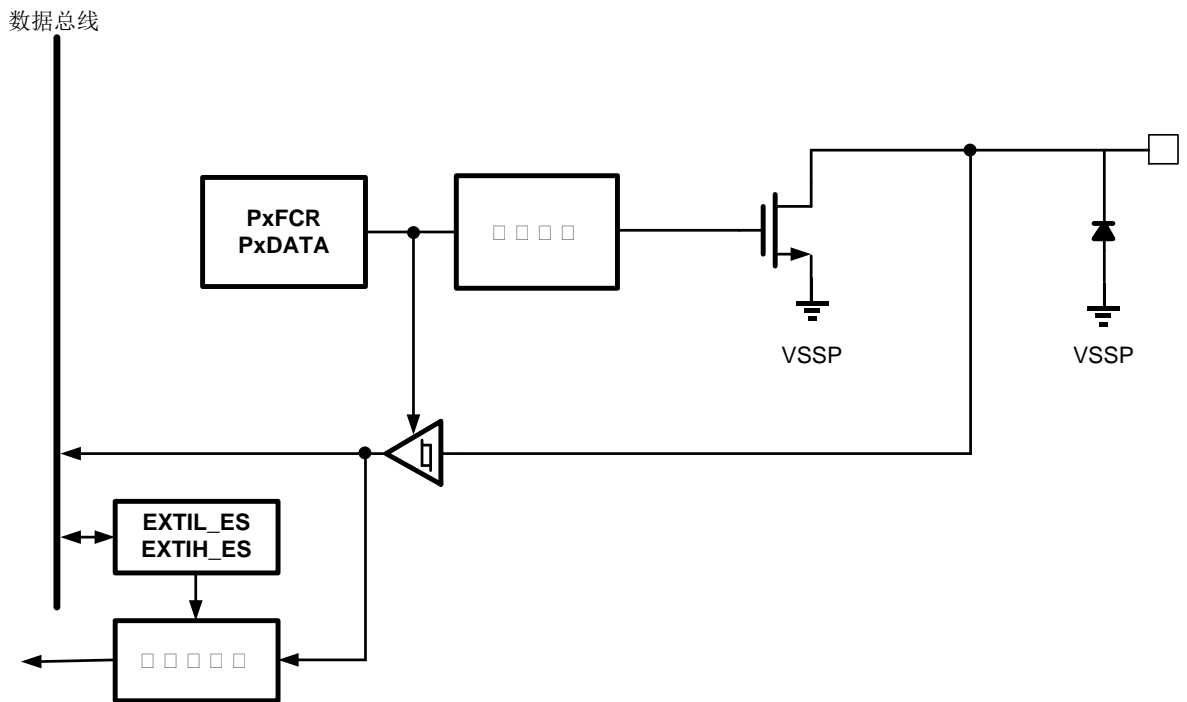 数据总线
PxFCR
PxDATA
VSSP
VSSP
EXTIL_ES
EXTIH_ES